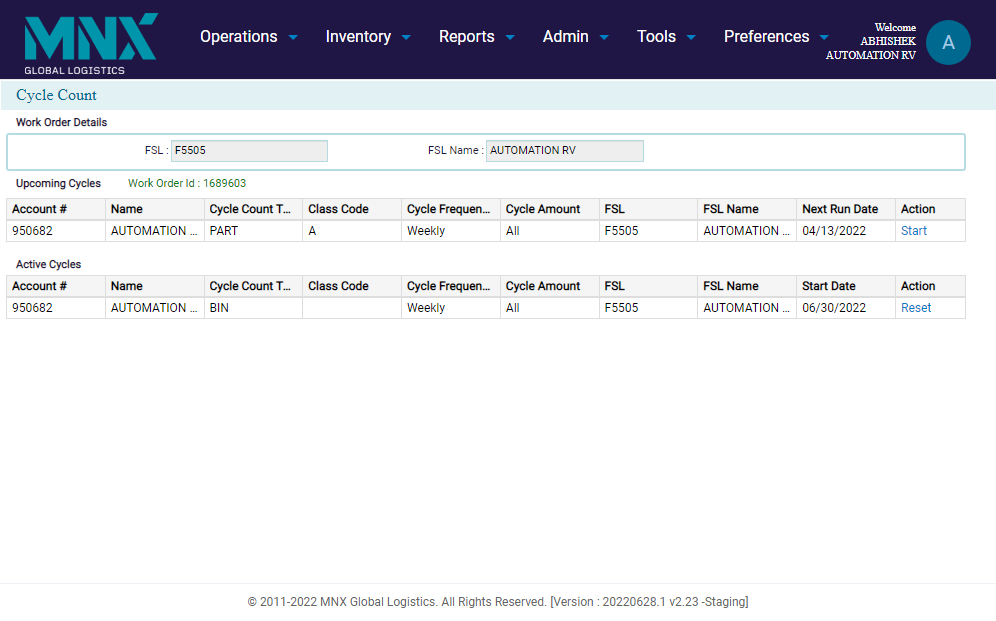 MNX
GLOBAL LOGISTICS
Operations Inventory Reports Admin Tools Preferences
Welcome
ABHISHEK
AUTOMATION RV
A
Cycle Count
Work Order Details
FSL : F5505 FSL Name : AUTOMATION RV
Upcoming Cycles Work Order Id : 1689603
Account # Name Cycle Count T... Class Code Cycle Frequen... Cycle Amount FSL FSL Name Next Run Date Action
950682 AUTOMATION ... PART A Weekly All F5505 AUTOMATION ... 04/13/2022 Start
Active Cycles
Account # Name Cycle Count T... Class Code Cycle Frequen... Cycle Amount FSL FSL Name Start Date Action
950682 AUTOMATION ... BIN Weekly All F5505 AUTOMATION ... 06/30/2022 Reset
© 2011-2022 MNX Global Logistics. All Rights Reserved. [Version : 20220628.1 v2.23 -Staging]